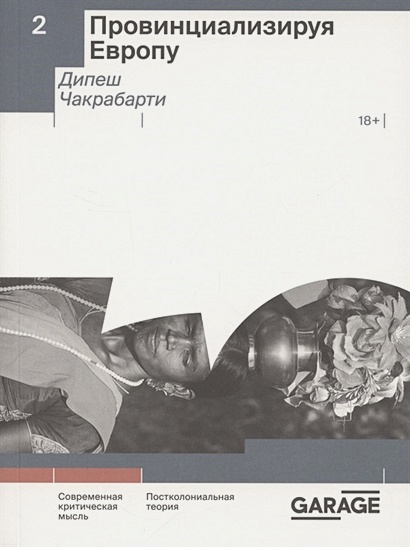 2
Провинциализируя
Европу
Дипеш
Чакрабарти
18+
Современная
критическая
мысль
Постколониальная
теория
GARAGE